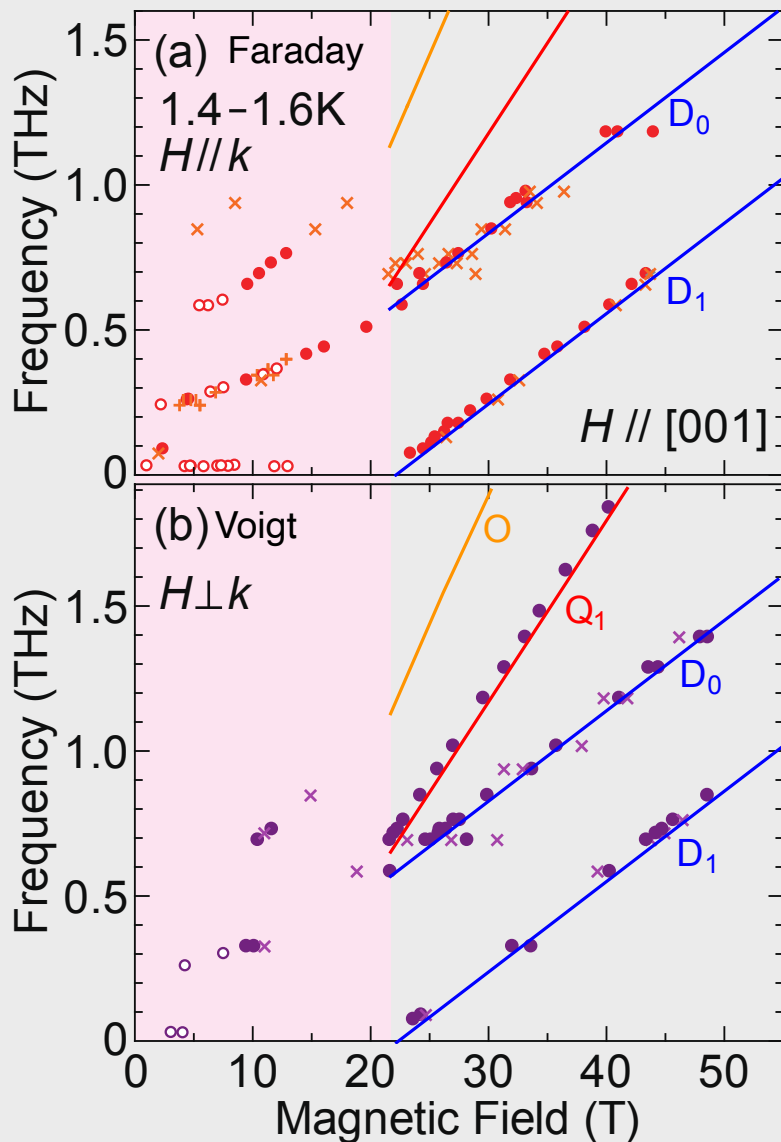 (a) Faraday
1.4–1.6K
H//k
D₀
D₁
H // [001]
1.5
1.0
0.5
0
Frequency (THz)
(b) Voigt
H⊥k
O
Q₁
D₀
D₁
1.5
1.0
0.5
0
Frequency (THz)
0 10 20 30 40 50
Magnetic Field (T)